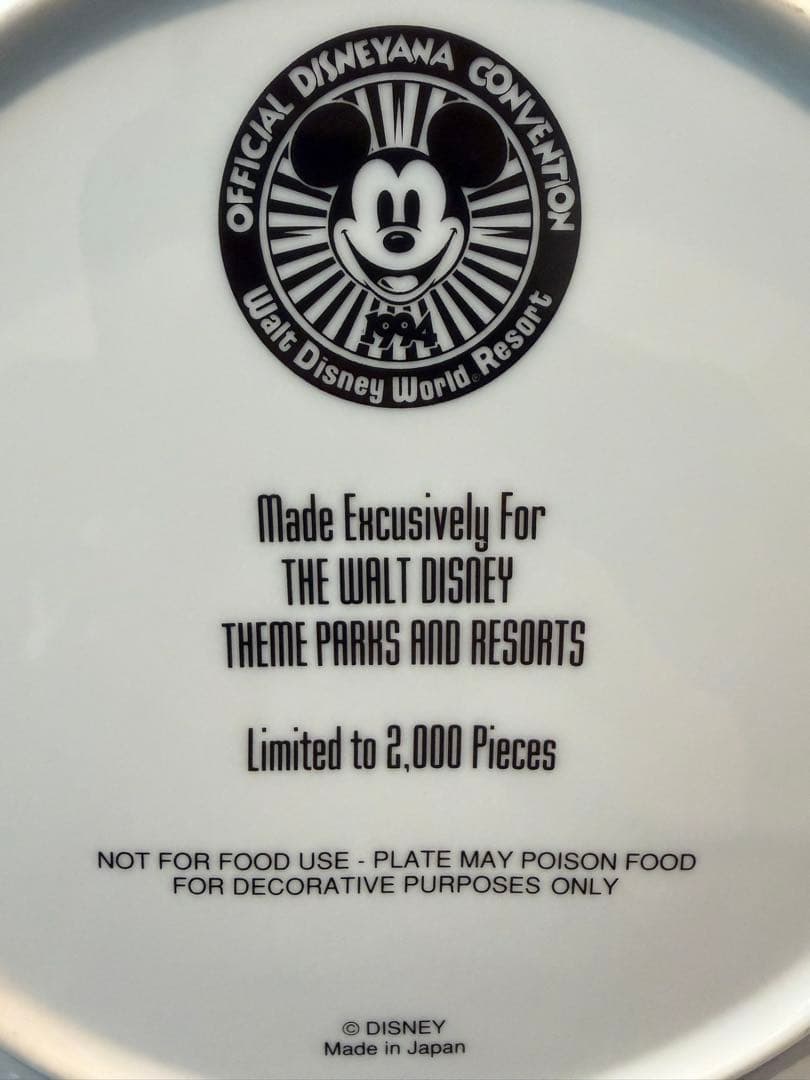 OFFICIAL DISNEYANA CONVENTION
1994
Walt Disney World® Resort
Made Excusively For
THE WALT DISNEY
THEME PARKS AND RESORTS
Limited to 2,000 Pieces
NOT FOR FOOD USE - PLATE MAY POISON FOOD
FOR DECORATIVE PURPOSES ONLY
© DISNEY
Made in Japan